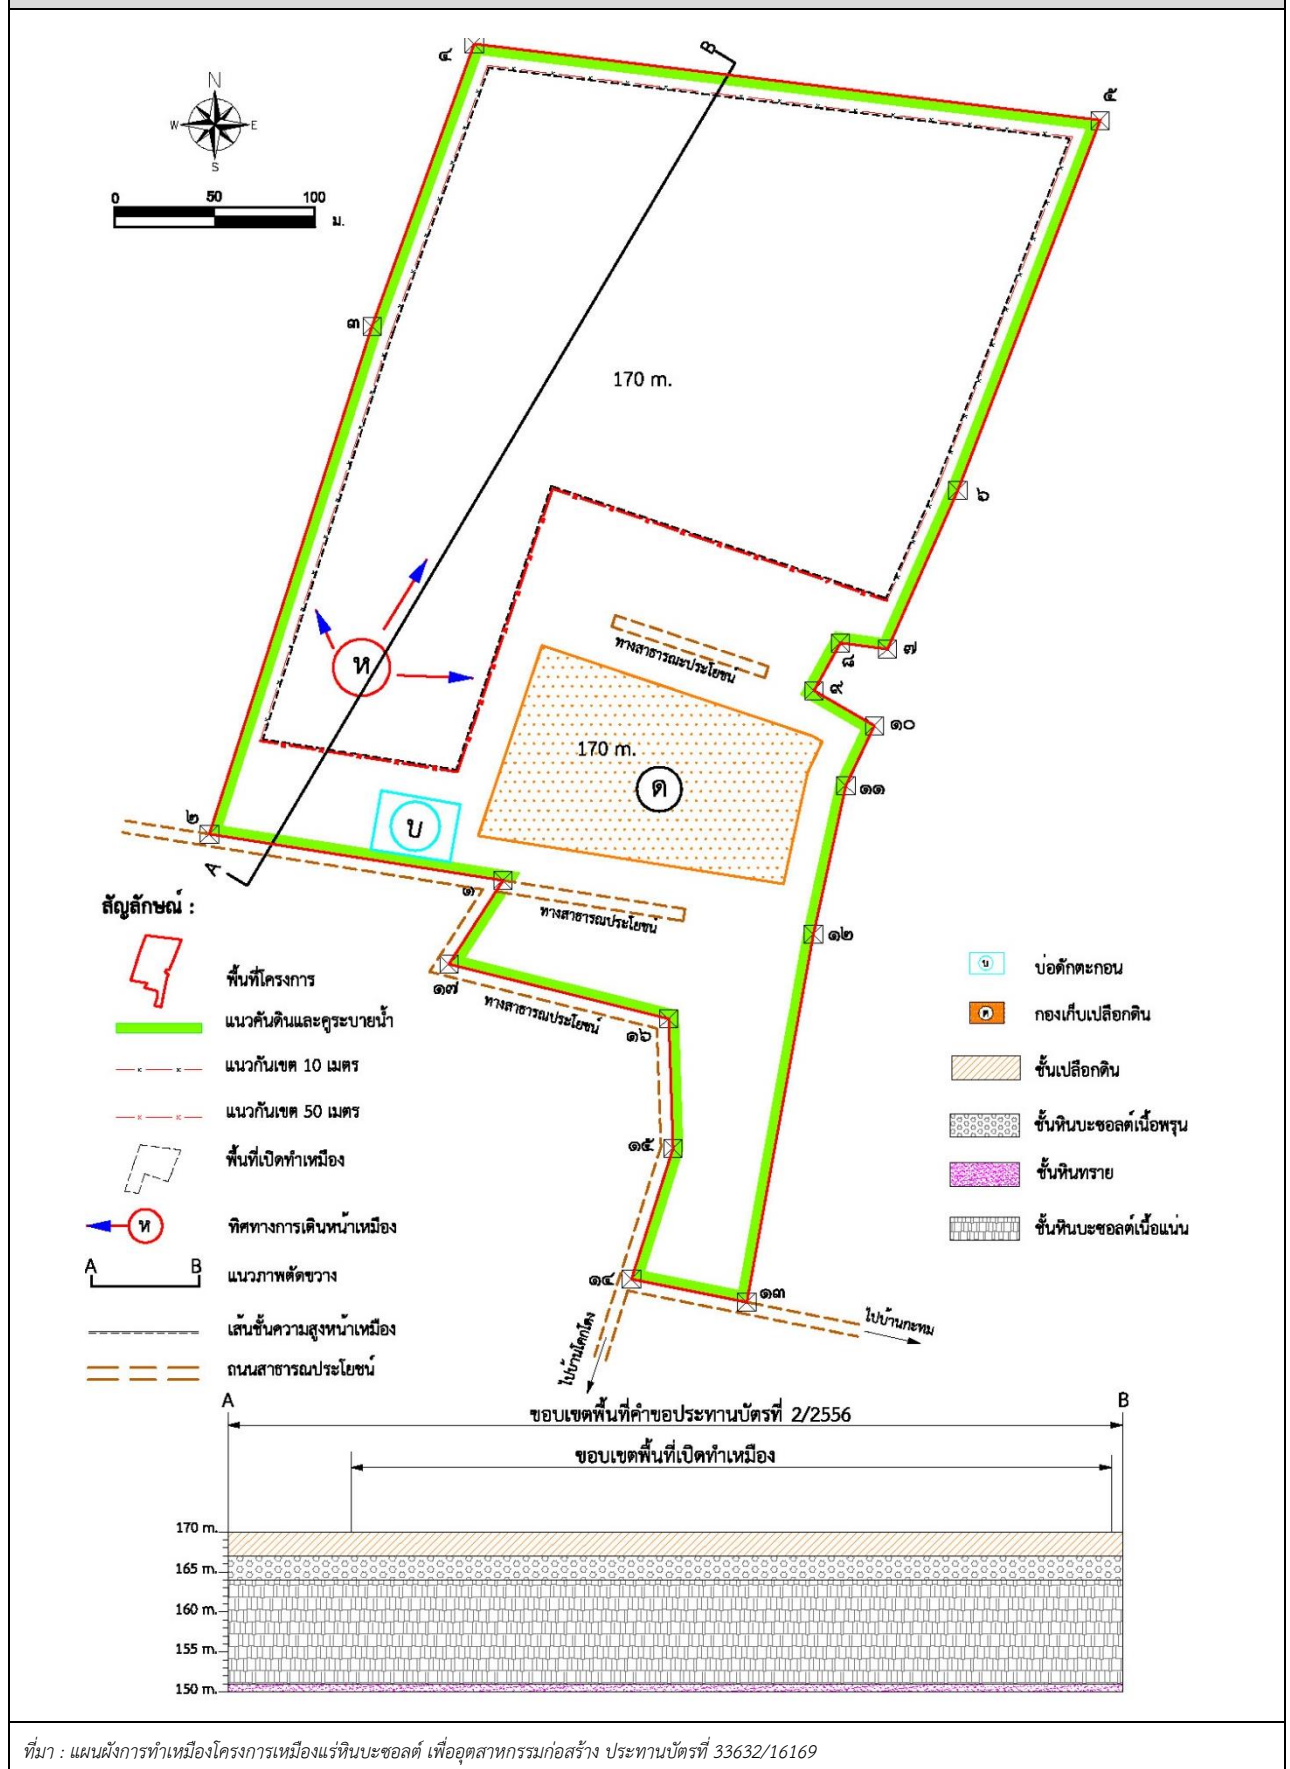 ๔
B
๕
N
W
E
S
0 50 100
ม.
๓
170 m.
๖
ห
ทางสาธารณะประโยชน์
๘
๗
๙
๑๐
170 m.
ด
๑๑
บ
๒
A
๑
ทางสาธารณประโยชน์
๑๒
๑๗
ทางสาธารณประโยชน์
๑๖
๑๕
๑๔
๑๓
ไปบ้านโคกโตง
ไปบ้านกะทม
สัญลักษณ์ :
พื้นที่โครงการ
แนวคันดินและคูระบายน้ำ
แนวกันเขต 10 เมตร
แนวกันเขต 50 เมตร
พื้นที่เปิดทำเหมือง
ห ทิศทางการเดินหน้าเหมือง
A B แนวภาพตัดขวาง
เส้นชั้นความสูงหน้าเหมือง
ถนนสาธารณประโยชน์
บ บ่อดักตะกอน
ด กองเก็บเปลือกดิน
ชั้นเปลือกดิน
ชั้นหินบะซอลต์เนื้อพรุน
ชั้นหินทราย
ชั้นหินบะซอลต์เนื้อแน่น
A B
ขอบเขตพื้นที่คำขอประทานบัตรที่ 2/2556
ขอบเขตพื้นที่เปิดทำเหมือง
170 m.
165 m.
160 m.
155 m.
150 m.
ที่มา : แผนผังการทำเหมืองโครงการเหมืองแร่หินบะซอลต์ เพื่ออุตสาหกรรมก่อสร้าง ประทานบัตรที่ 33632/16169